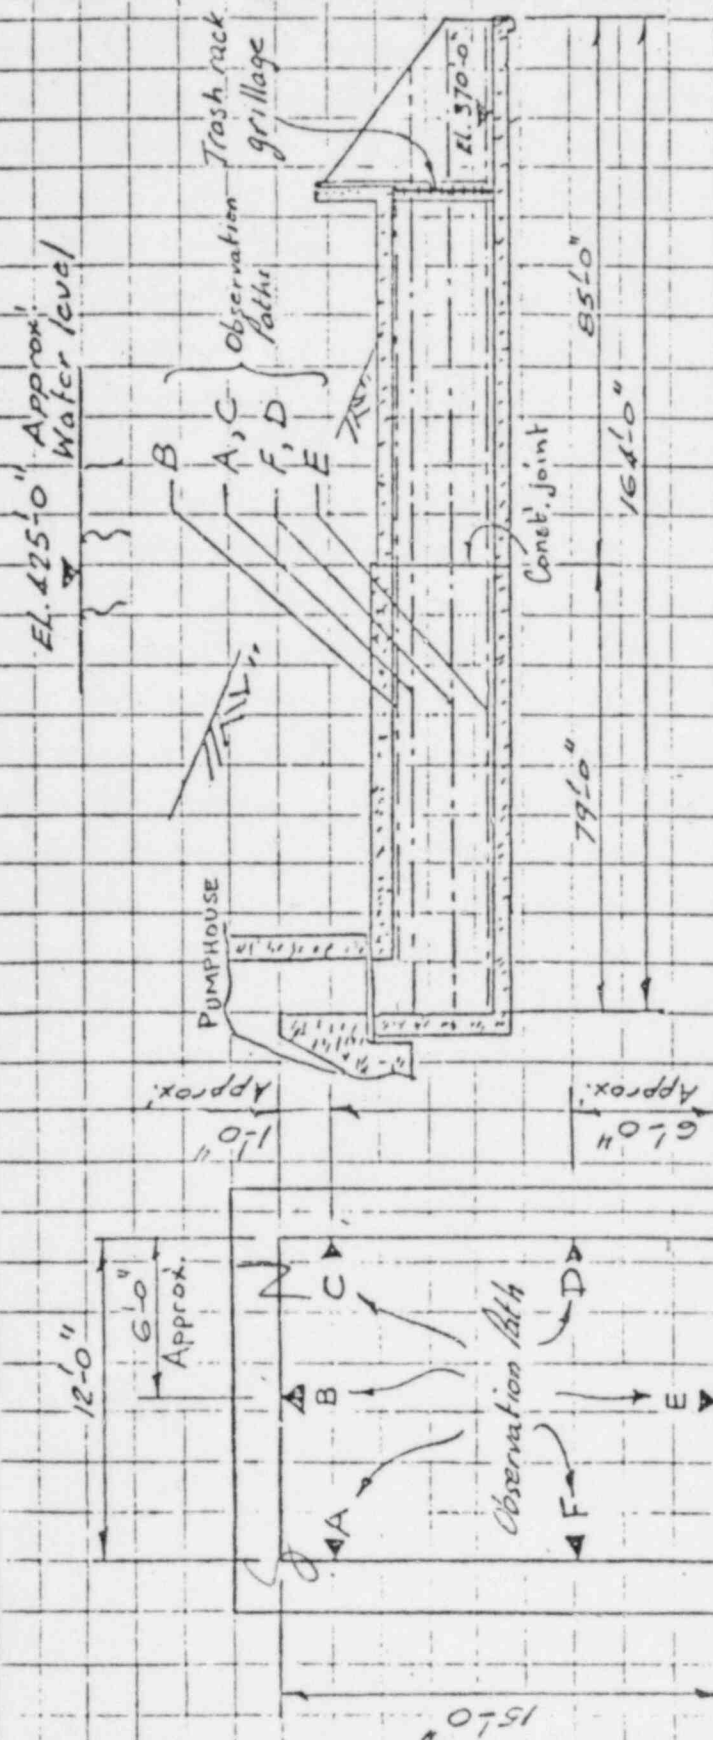 EL. 425'-0" Approx.
Water level
Trash rack
grillage
EL. 370'-0"
Observation
Paths
B
A, C
F, D
E
Const. joint
85'-0"
79'-0"
164'-0"
PUMPHOUSE
1'-0"
Approx.
6'-0"
Approx.
12'-0"
6'-0"
Approx.
15'-0"
N
S
A
B
C
D
E
F
Observation Path